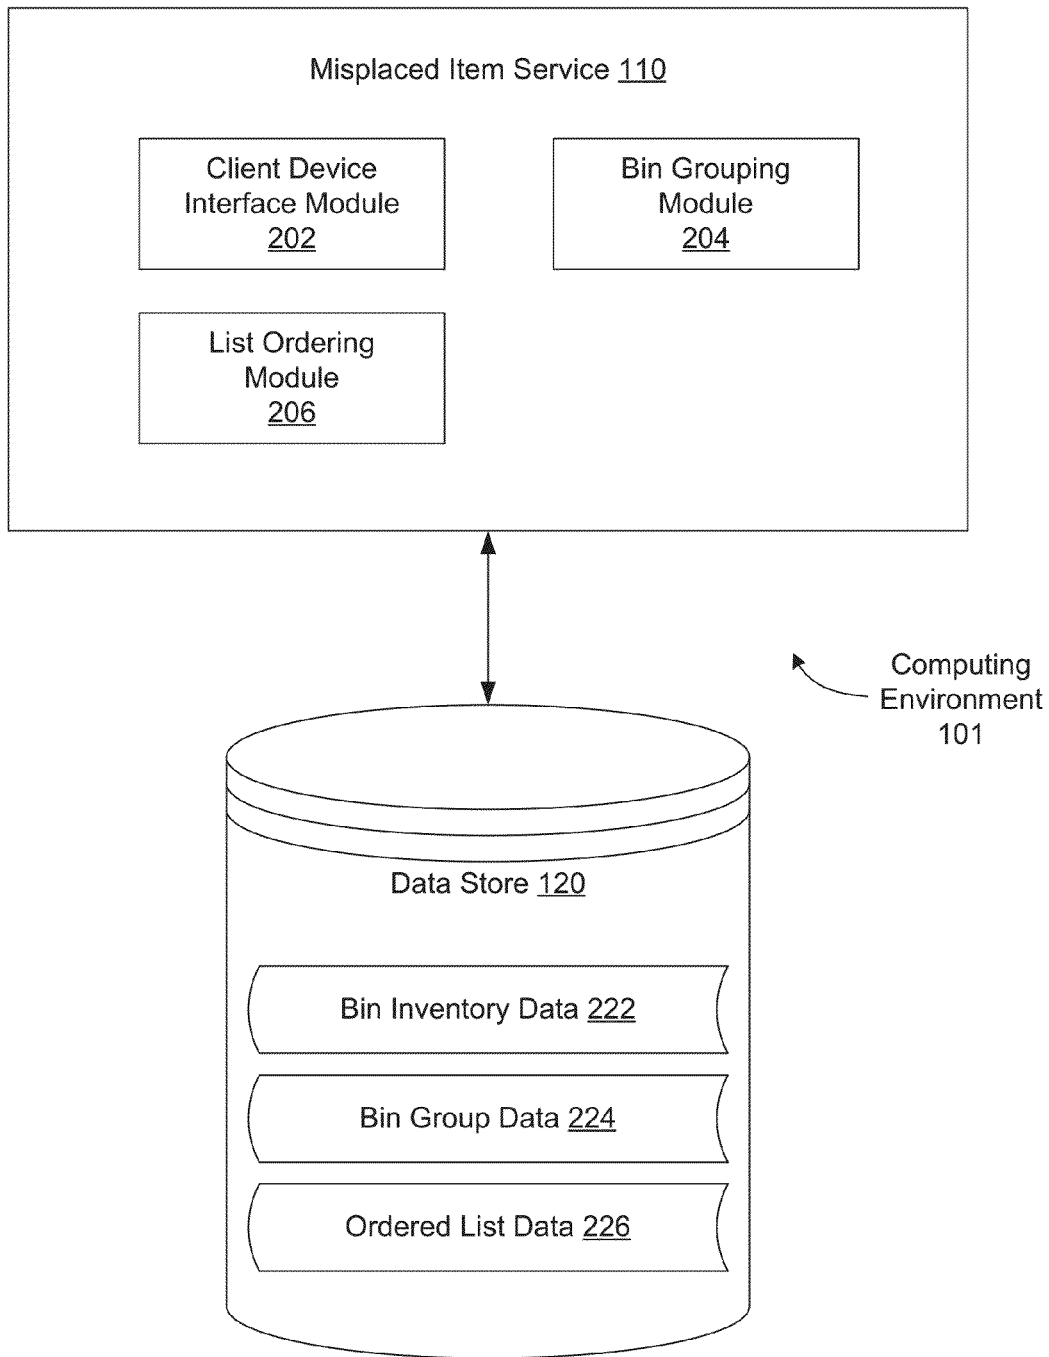 Misplaced Item Service 110
Client Device
Interface Module
202
Bin Grouping
Module
204
List Ordering
Module
206
Computing
Environment
101
Data Store 120
Bin Inventory Data 222
Bin Group Data 224
Ordered List Data 226